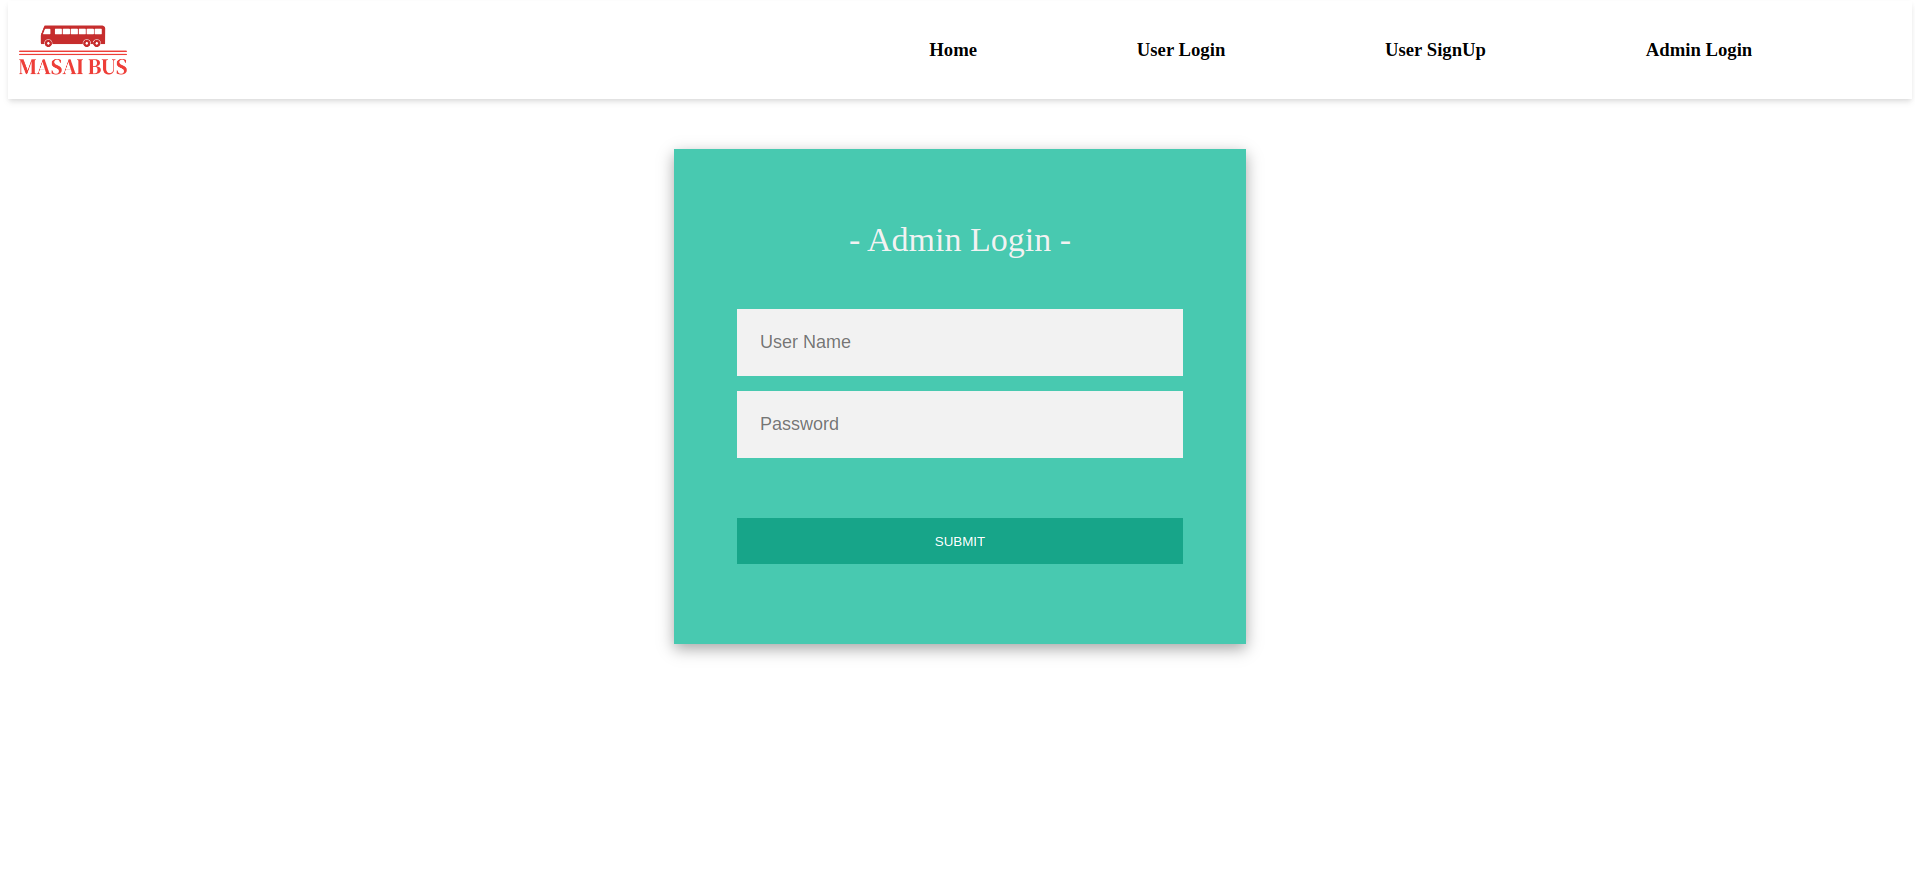 MASAI BUS
Home User Login User SignUp Admin Login
- Admin Login -
User Name
Password
SUBMIT